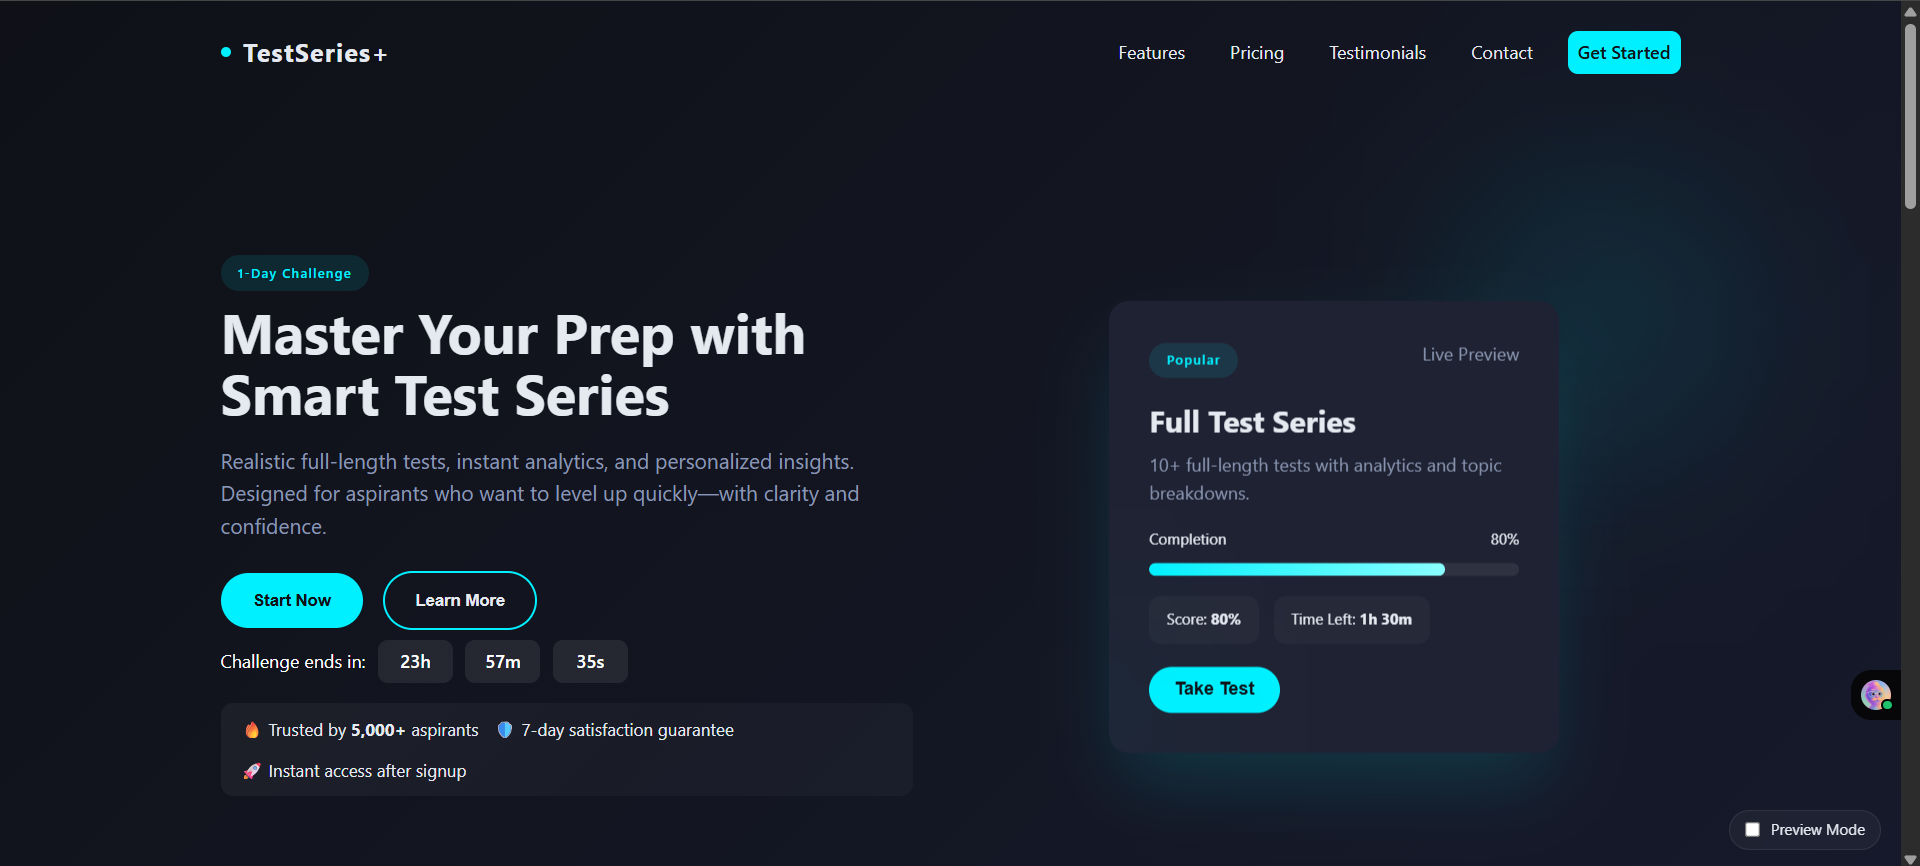 TestSeries+
Features Pricing Testimonials Contact Get Started
1-Day Challenge
Master Your Prep with
Smart Test Series
Realistic full-length tests, instant analytics, and personalized insights.
Designed for aspirants who want to level up quickly—with clarity and
confidence.
Start Now Learn More
Challenge ends in: 23h 57m 35s
🔥 Trusted by 5,000+ aspirants 🛡️ 7-day satisfaction guarantee
🚀 Instant access after signup
Popular Live Preview
Full Test Series
10+ full-length tests with analytics and topic
breakdowns.
Completion 80%
Score: 80% Time Left: 1h 30m
Take Test
Preview Mode